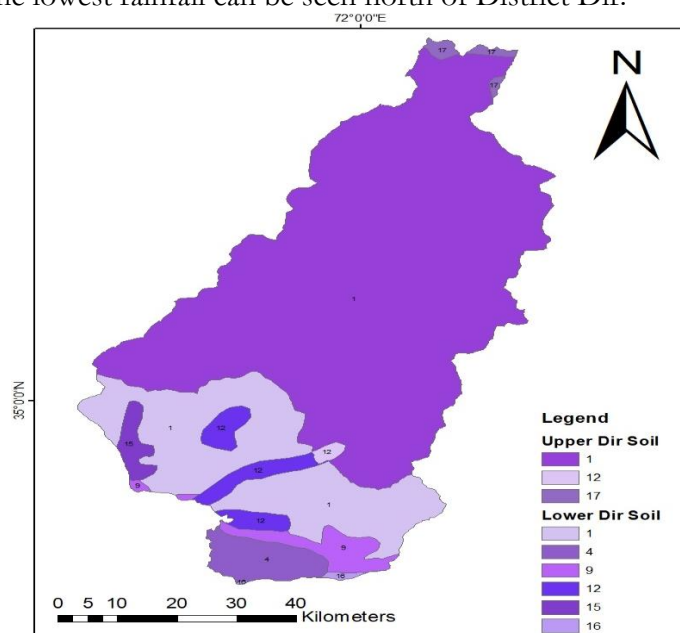 he lowest rainfall can be seen north of District Dir.
72°0'0"E
17
17
17
N
1
35°0'N
1
12
15
12
12
9
1
12
9
4
16
16
Legend
Upper Dir Soil
1
12
17
Lower Dir Soil
1
4
9
12
15
16
0 5 10 20 30 40
Kilometers